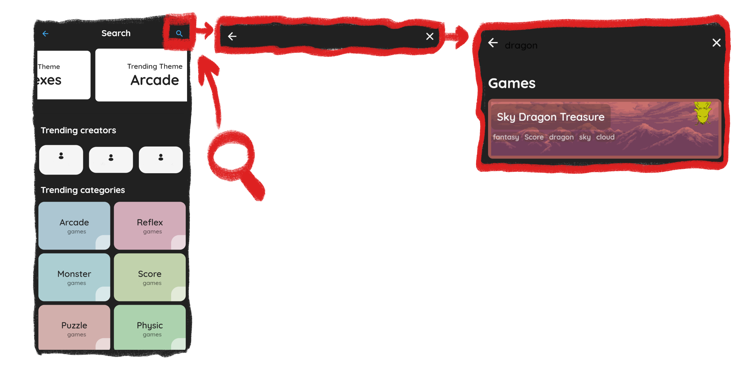 Search
Theme
exes
Trending Theme
Arcade
Trending creators
Trending categories
Arcade
games
Reflex
games
Monster
games
Score
games
Puzzle
games
Physic
games
dragon
Games
Sky Dragon Treasure
fantasy Score dragon sky cloud